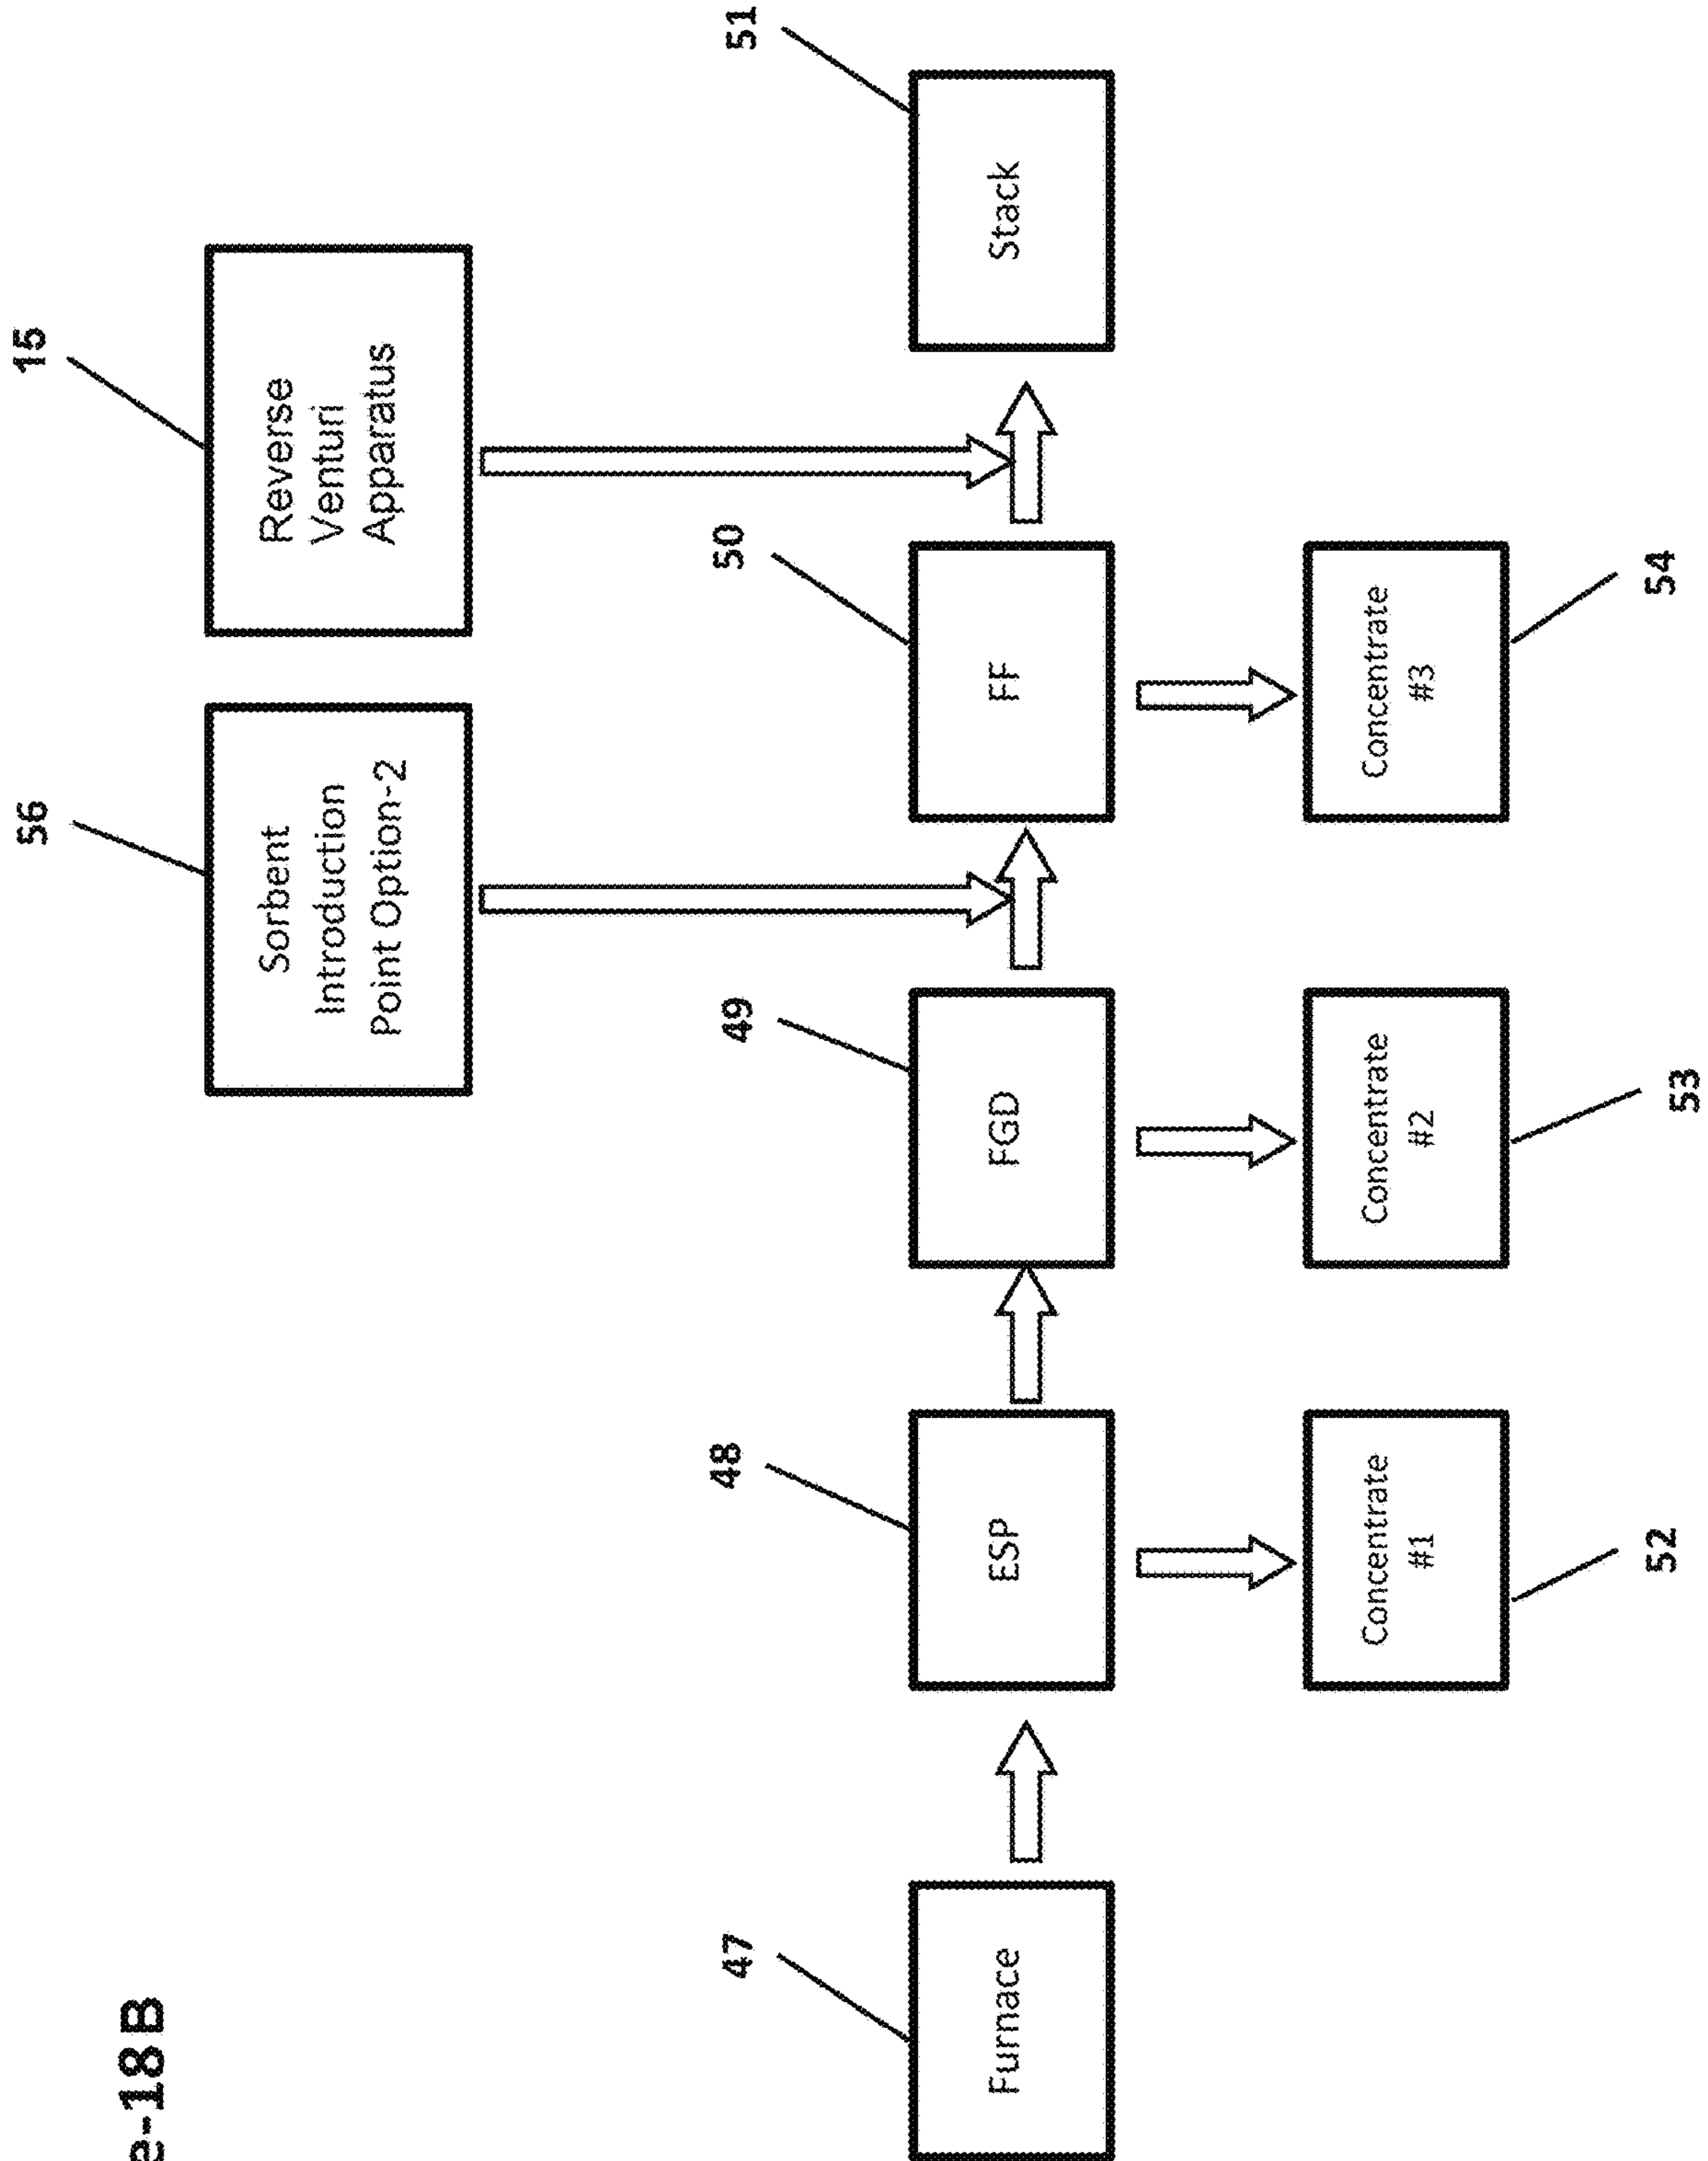 e-18B
56
15
Sorbent
Introduction
Point Option-2
Reverse
Venturi
Apparatus
47
48
49
50
51
Furnace
ESP
FGD
FF
Stack
Concentrate
#1
Concentrate
#2
Concentrate
#3
52
53
54